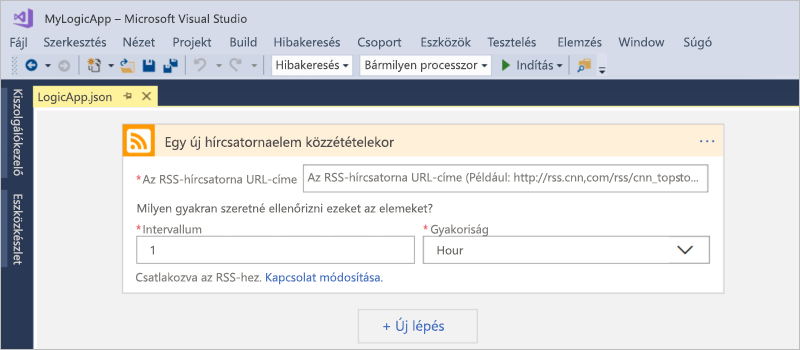 MyLogicApp – Microsoft Visual Studio
Fájl Szerkesztés Nézet Projekt Build Hibakeresés Csoport Eszközök Tesztelés Elemzés Window Súgó
Hibakeresés Bármilyen processzor Indítás
Kiszolgálókezelő
Eszközkészlet
LogicApp.json
Egy új hírcsatornaelem közzétételekor
*Az RSS-hírcsatorna URL-címe Az RSS-hírcsatorna URL-címe (Például: http://rss.cnn,com/rss/cnn_topsto...
Milyen gyakran szeretné ellenőrizni ezeket az elemeket?
*Intervallum *Gyakoriság
1 Hour
Csatlakozva az RSS-hez. Kapcsolat módosítása.
+ Új lépés